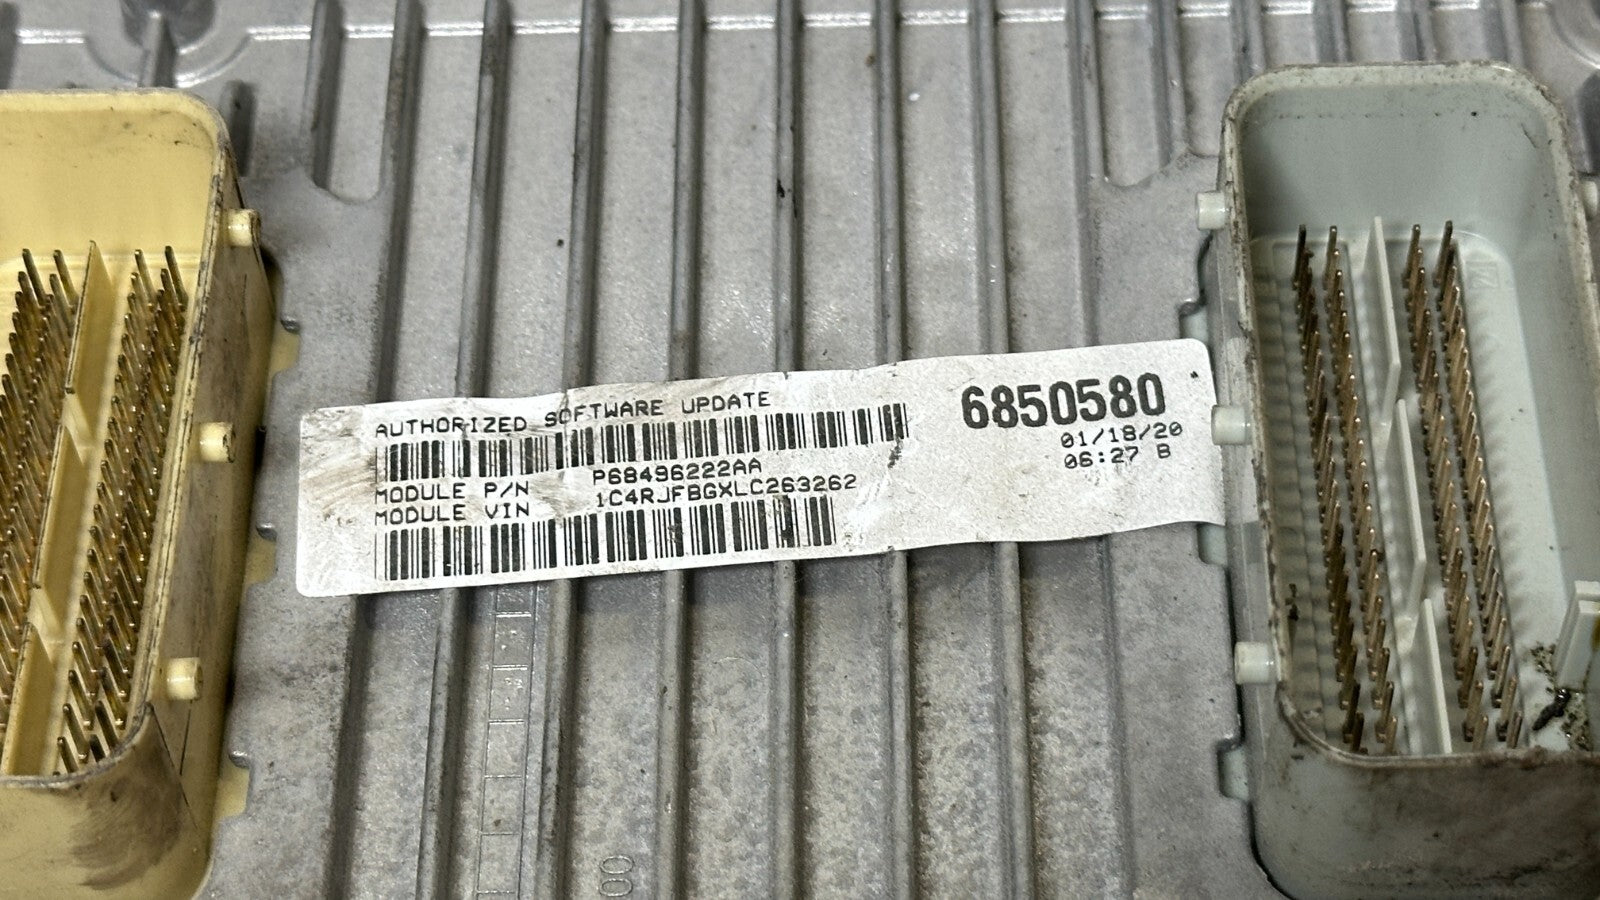 AUTHORIZED SOFTWARE UPDATE
MODULE P/N P68496222AA
MODULE VIN 1C4RJFBGXLC263262
6850580
01/18/20
06:27 B